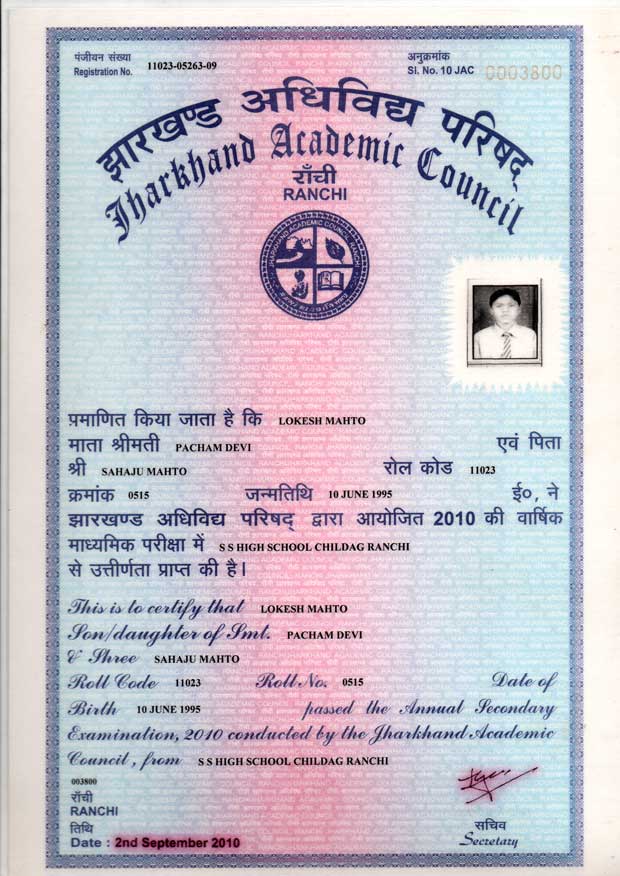 पंजीयन संख्या
Registration No.
11023-05263-09
अनुक्रमांक
Sl. No. 10 JAC 0003800
झारखण्ड अधिविद्य परिषद्
Jharkhand Academic Council
राँची
RANCHI
JHARKHAND ACADEMIC COUNCIL RANCHI
प्रमाणित किया जाता है कि LOKESH MAHTO
माता श्रीमती PACHAM DEVI एवं पिता
श्री SAHAJU MAHTO रोल कोड 11023
क्रमांक 0515 जन्मतिथि 10 JUNE 1995 ई०, ने
झारखण्ड अधिविद्य परिषद् द्वारा आयोजित 2010 की वार्षिक
माध्यमिक परीक्षा में S S HIGH SCHOOL CHILDAG RANCHI
से उत्तीर्णता प्राप्त की है।
This is to certify that LOKESH MAHTO
Son/daughter of Smt. PACHAM DEVI
& Shree SAHAJU MAHTO
Roll Code 11023 Roll No. 0515 Date of
Birth 10 JUNE 1995 passed the Annual Secondary
Examination, 2010 conducted by the Jharkhand Academic
Council, from S S HIGH SCHOOL CHILDAG RANCHI
003800
राँची
RANCHI
तिथि
Date : 2nd September 2010
सचिव
Secretary